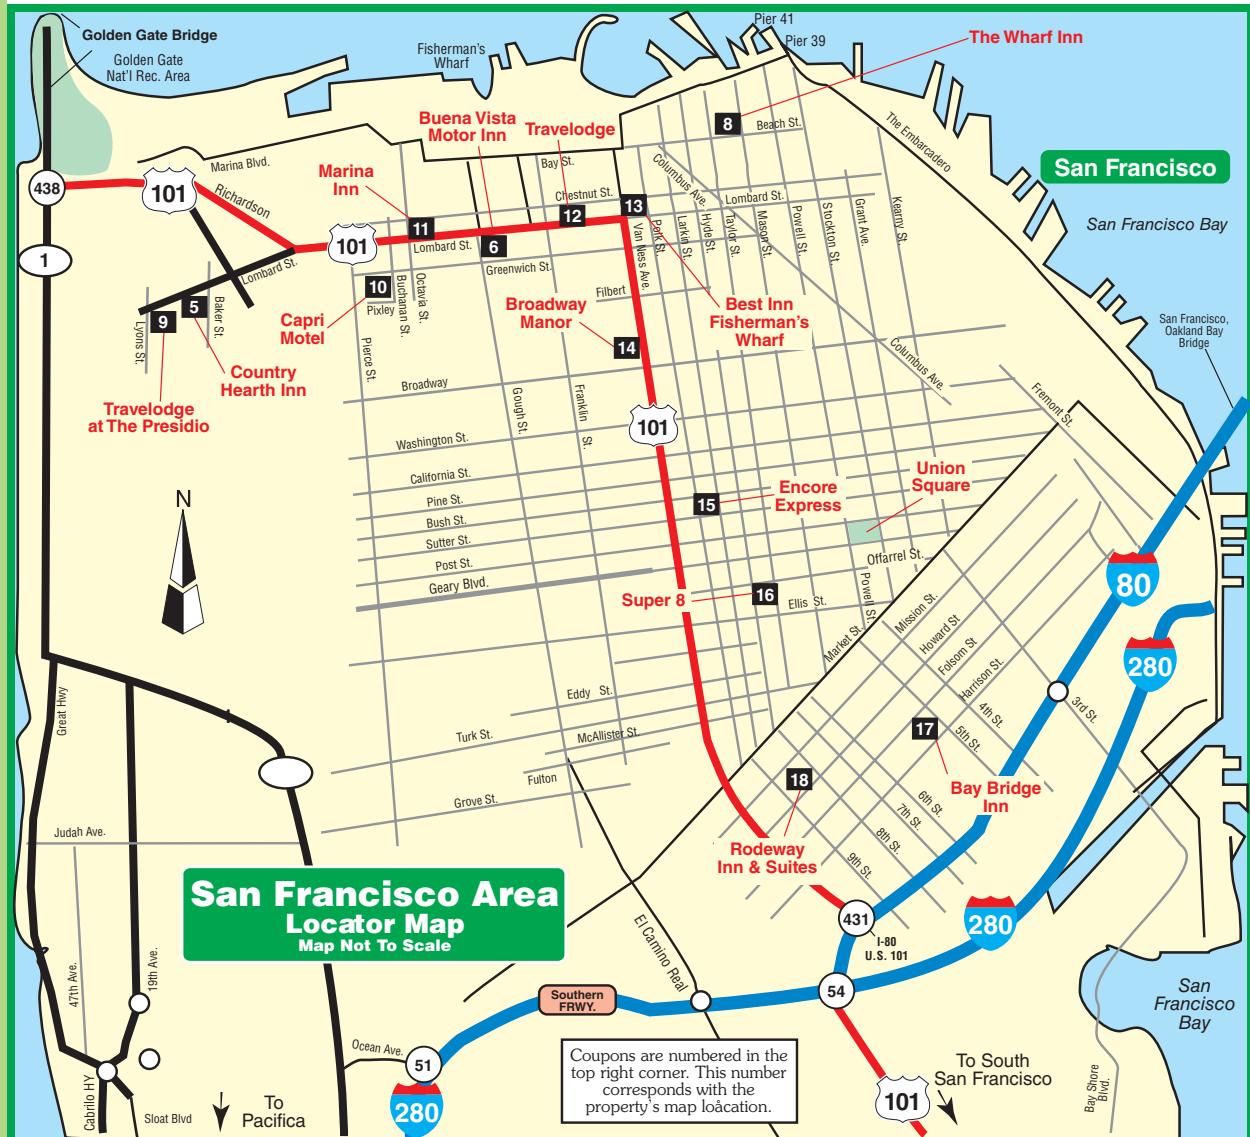 Golden Gate Bridge
Golden Gate
Nat'l Rec. Area
Fisherman's
Wharf
Pier 41
Pier 39
The Wharf Inn
Buena Vista
Motor Inn
Travelodge
8
Beach St.
The Embarcadero
San Francisco
San Francisco Bay
Marina Blvd.
Bay St.
Columbus Ave.
438
101
Richardson
Marina
Inn
Chestnut St.
Lombard St.
13
12
11
101
Lombard St.
6
Van Ness Ave.
Polk St.
Larkin St.
Hyde St.
Taylor St.
Mason St.
Powell St.
Stockton St.
Grant Ave.
Kearny St.
1
Lombard St.
Greenwich St.
Filbert
10
Pixley
Buchanan St.
Octavia St.
5
9
Lyons St.
Baker St.
Capri
Motel
Broadway
Manor
Best Inn
Fisherman's
Wharf
San Francisco,
Oakland Bay
Bridge
14
Pierce St.
Country
Hearth Inn
Travelodge
at The Presidio
Columbus Ave.
Broadway
Gough St.
Franklin
St.
Fremont St.
101
Washington St.
California St.
Pine St.
Bush St.
Sutter St.
Post St.
Geary Blvd.
N
Encore
Express
15
Union
Square
Offarrel St.
Powell St.
Super 8
16
Ellis St.
80
280
Market St.
Mission St.
Howard St
Folsom St
Harrison St.
4th St.
5th St.
3rd St.
Great Hwy
Eddy St.
Turk St.
McAllister St.
Fulton
Grove St.
17
18
Bay Bridge
Inn
6th St.
7th St.
8th St.
9th St.
Rodeway
Inn & Suites
Judah Ave.
San Francisco Area
Locator Map
Map Not To Scale
431
I-80
U.S. 101
280
El Camino Real
47th Ave.
19th Ave.
54
Southern
FRWY.
San
Francisco
Bay
Ocean Ave.
51
280
Coupons are numbered in the
top right corner. This number
corresponds with the
property's map loåcation.
To South
San Francisco
101
Bay Shore
Blvd.
Cabrilo HY
Sloat Blvd
To
Pacifica